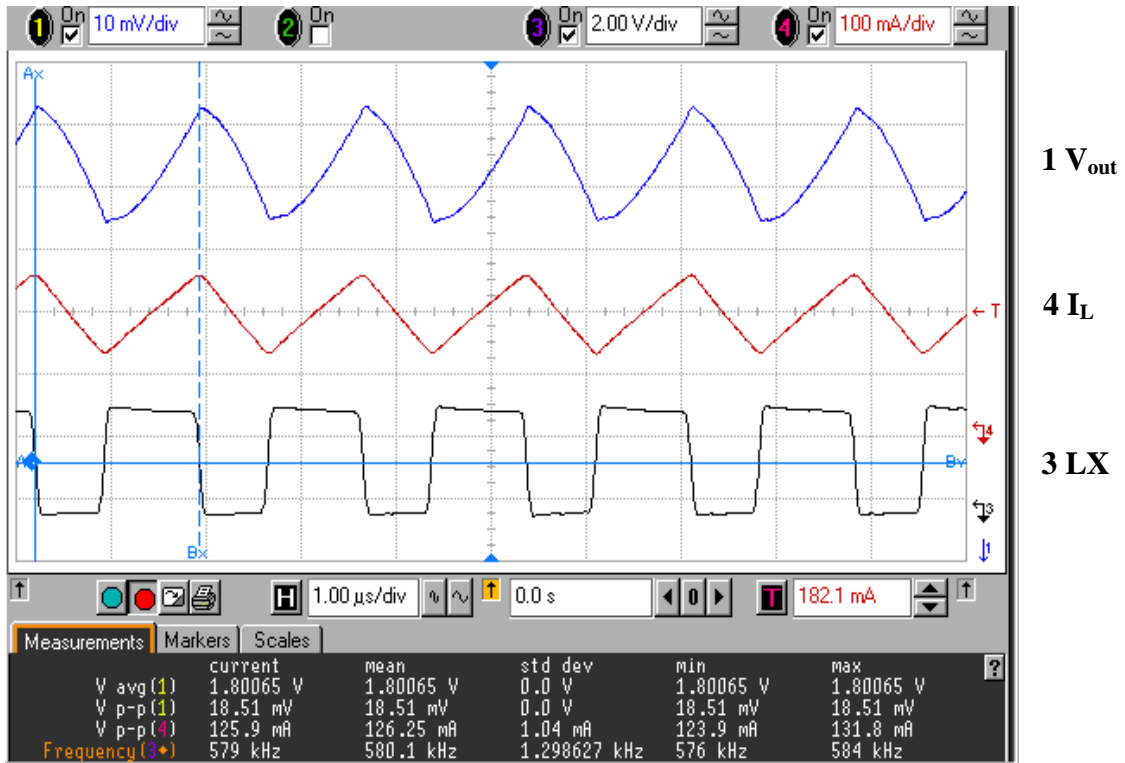 1 On 10 mV/div 2 On 3 On 2.00 V/div 4 On 100 mA/div
Ax
1 Vout
T
4 IL
4
A By
3 LX
3
Bx
1
H 1.00 µs/div 0.0 s 0 T 182.1 mA
Measurements Markers Scales
current mean std dev min max ?
V avg(1) 1.80065 V 1.80065 V 0.0 V 1.80065 V 1.80065 V
V p-p(1) 18.51 mV 18.51 mV 0.0 V 18.51 mV 18.51 mV
V p-p(4) 125.9 mA 126.25 mA 1.04 mA 123.9 mA 131.8 mA
Frequency(3◆) 579 kHz 580.1 kHz 1.298627 kHz 576 kHz 584 kHz